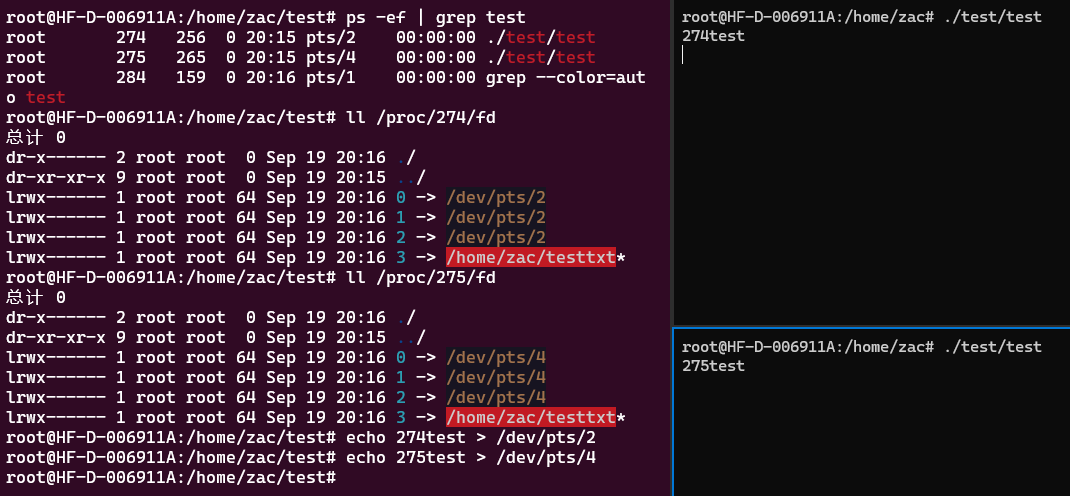 root@HF-D-006911A:/home/zac/test# ps -ef | grep test
root       274   256  0 20:15 pts/2    00:00:00 ./test/test
root       275   265  0 20:15 pts/4    00:00:00 ./test/test
root       284   159  0 20:16 pts/1    00:00:00 grep --color=aut
o test
root@HF-D-006911A:/home/zac/test# ll /proc/274/fd
总计 0
dr-x------ 2 root root  0 Sep 19 20:16 ./
dr-xr-xr-x 9 root root  0 Sep 19 20:15 ../
lrwx------ 1 root root 64 Sep 19 20:16 0 -> /dev/pts/2
lrwx------ 1 root root 64 Sep 19 20:16 1 -> /dev/pts/2
lrwx------ 1 root root 64 Sep 19 20:16 2 -> /dev/pts/2
lrwx------ 1 root root 64 Sep 19 20:16 3 -> /home/zac/testtxt*
root@HF-D-006911A:/home/zac/test# ll /proc/275/fd
总计 0
dr-x------ 2 root root  0 Sep 19 20:16 ./
dr-xr-xr-x 9 root root  0 Sep 19 20:15 ../
lrwx------ 1 root root 64 Sep 19 20:16 0 -> /dev/pts/4
lrwx------ 1 root root 64 Sep 19 20:16 1 -> /dev/pts/4
lrwx------ 1 root root 64 Sep 19 20:16 2 -> /dev/pts/4
lrwx------ 1 root root 64 Sep 19 20:16 3 -> /home/zac/testtxt*
root@HF-D-006911A:/home/zac/test# echo 274test > /dev/pts/2
root@HF-D-006911A:/home/zac/test# echo 275test > /dev/pts/4
root@HF-D-006911A:/home/zac/test#
root@HF-D-006911A:/home/zac# ./test/test
274test
root@HF-D-006911A:/home/zac# ./test/test
275test